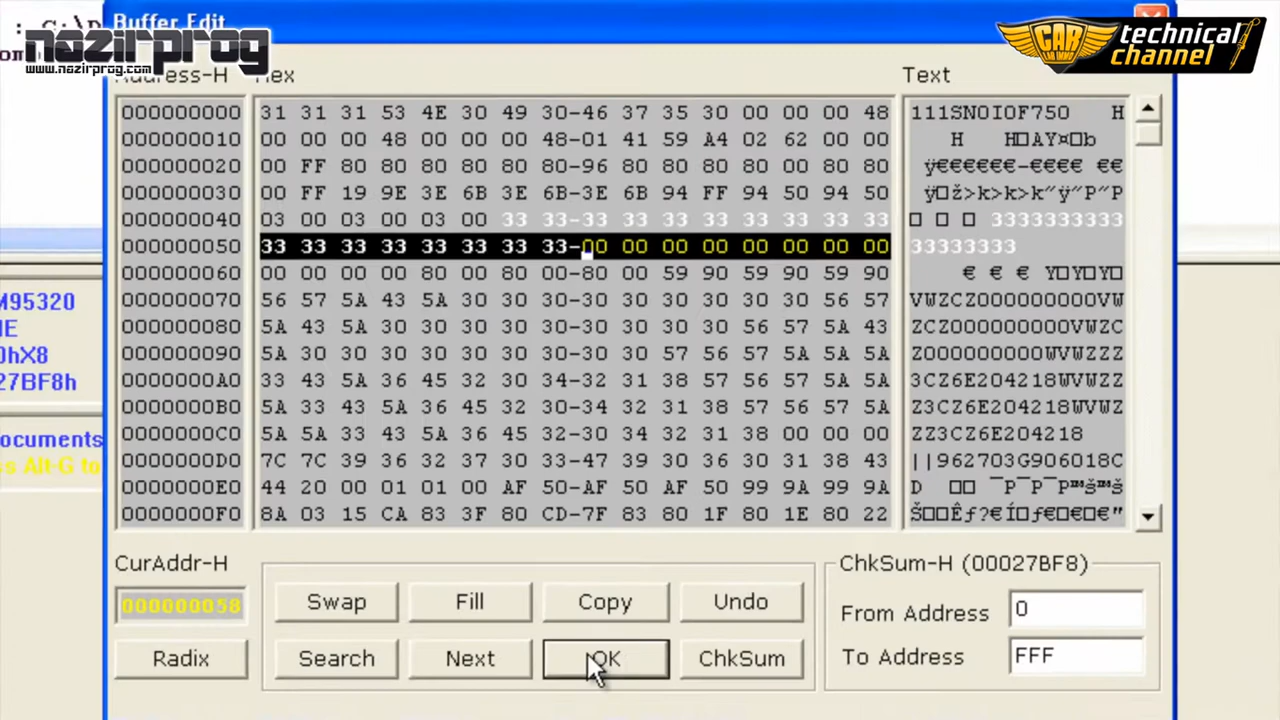 : C:\D
Buffer Edit
nazirprog
www.nazirprog.com
CAR
LAB IMMO
technical
channel
Address-H Hex Text
000000000 31 31 31 53 4E 30 49 30-46 37 35 30 00 00 00 48 111SN0I0F750 H
000000010 00 00 00 48 00 00 00 48-01 41 59 A4 02 62 00 00 H H□AY¤□b
000000020 00 FF 80 80 80 80 80 80-96 80 80 80 80 00 80 80 ÿ€€€€€€–€€€€ €€
000000030 00 FF 19 9E 3E 6B 3E 6B-3E 6B 94 FF 94 50 94 50 ÿ□ž>k>k>k″ÿ″P″P
000000040 03 00 03 00 03 00 33 33-33 33 33 33 33 33 33 33 □ □ □ 3333333333
000000050 33 33 33 33 33 33 33 33-00 00 00 00 00 00 00 00 33333333
000000060 00 00 00 00 80 00 80 00-80 00 59 90 59 90 59 90 € € € Y□Y□Y□
000000070 56 57 5A 43 5A 30 30 30-30 30 30 30 30 30 56 57 VWZCZ000000000VW
000000080 5A 43 5A 30 30 30 30 30-30 30 30 30 56 57 5A 43 ZCZ000000000VWZC
000000090 5A 30 30 30 30 30 30 30-30 30 57 56 57 5A 5A 5A Z000000000WVWZZZ
0000000A0 33 43 5A 36 45 32 30 34-32 31 38 57 56 57 5A 5A 3CZ6E204218WVWZZ
0000000B0 5A 33 43 5A 36 45 32 30-34 32 31 38 57 56 57 5A Z3CZ6E204218WVWZ
0000000C0 5A 5A 33 43 5A 36 45 32-30 34 32 31 38 00 00 00 ZZ3CZ6E204218
0000000D0 7C 7C 39 36 32 37 30 33-47 39 30 36 30 31 38 43 ||962703G906018C
0000000E0 44 20 00 01 01 00 AF 50-AF 50 AF 50 99 9A 99 9A D □□ ¯P¯P¯P™š™š
0000000F0 8A 03 15 CA 83 3F 80 CD-7F 83 80 1F 80 1E 80 22 Š□□Êƒ?€Í□ƒ€□€□€"
M95320
0hX8
27BF8h
ocuments
ss Alt-G to
CurAddr-H
000000058
Radix
Swap Fill Copy Undo
Search Next OK ChkSum
ChkSum-H (00027BF8)
From Address 0
To Address FFF